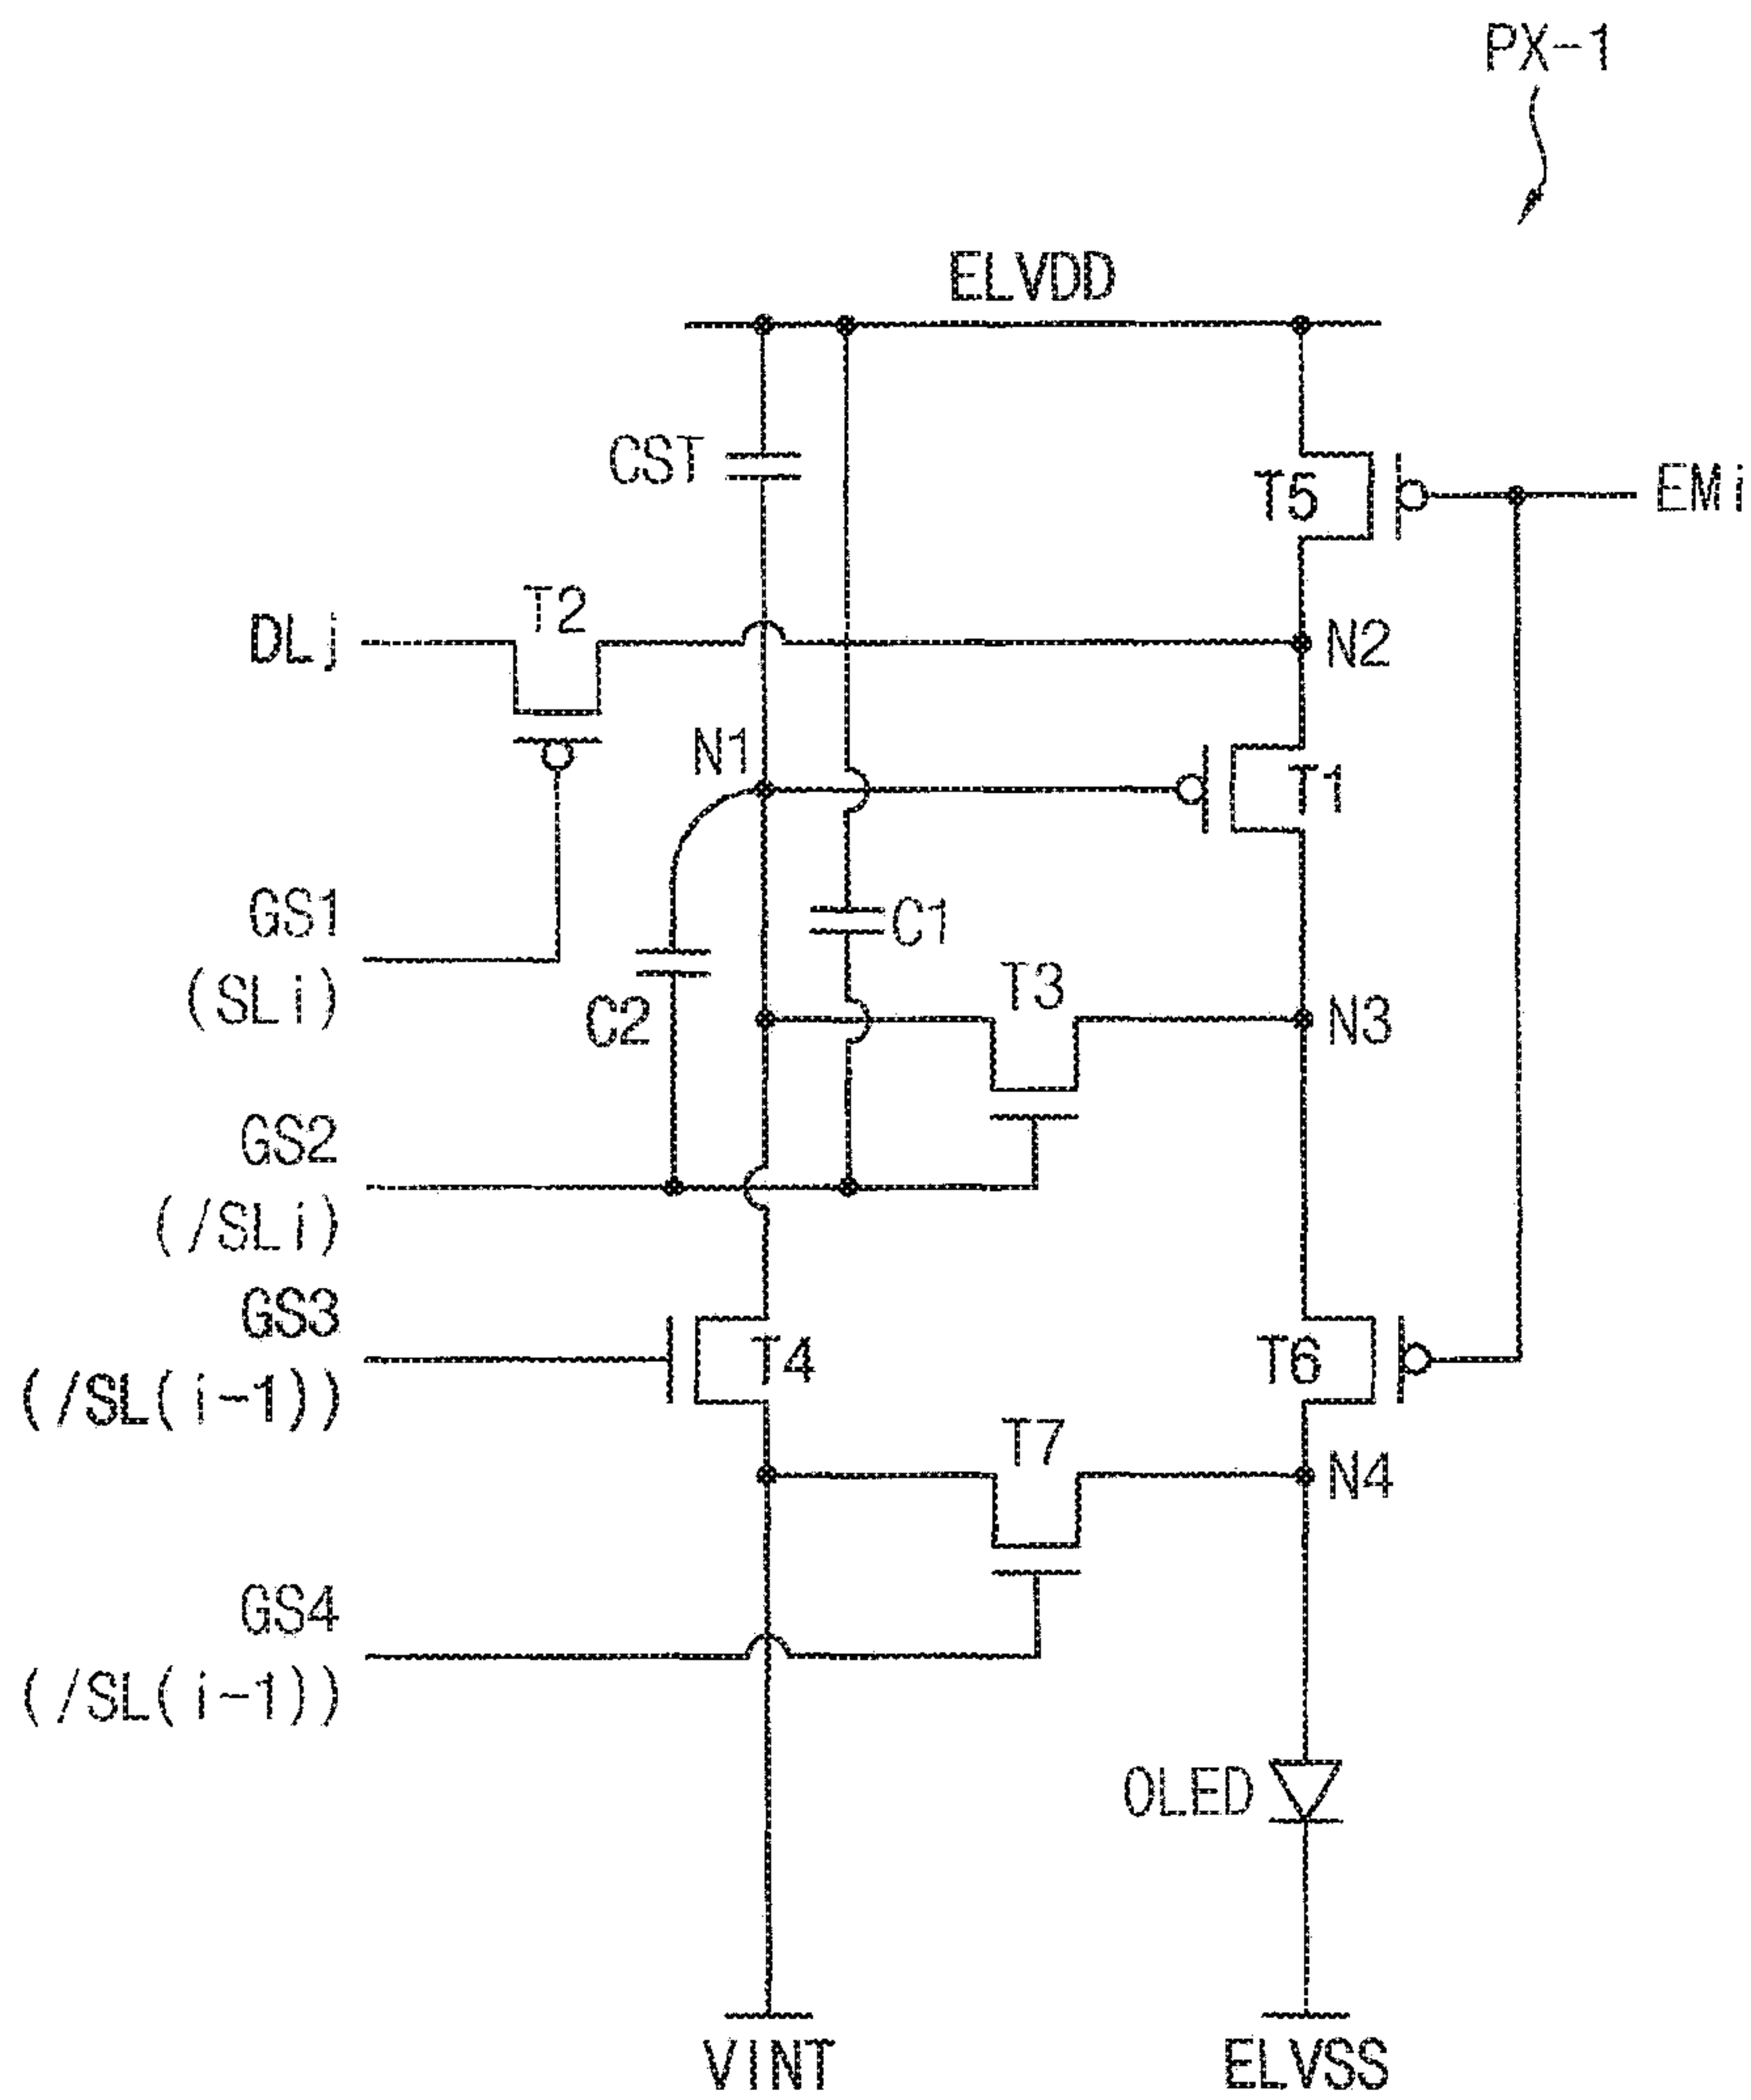 PX-1
ELVDD
CST
T5
EMi
T2
DLj
N2
N1
T1
GS1
(SLi)
C1
C2
T3
N3
GS2
(/SLi)
GS3
(/SL(i-1))
T4
T6
T7
N4
GS4
(/SL(i-1))
OLED
VINT
ELVSS